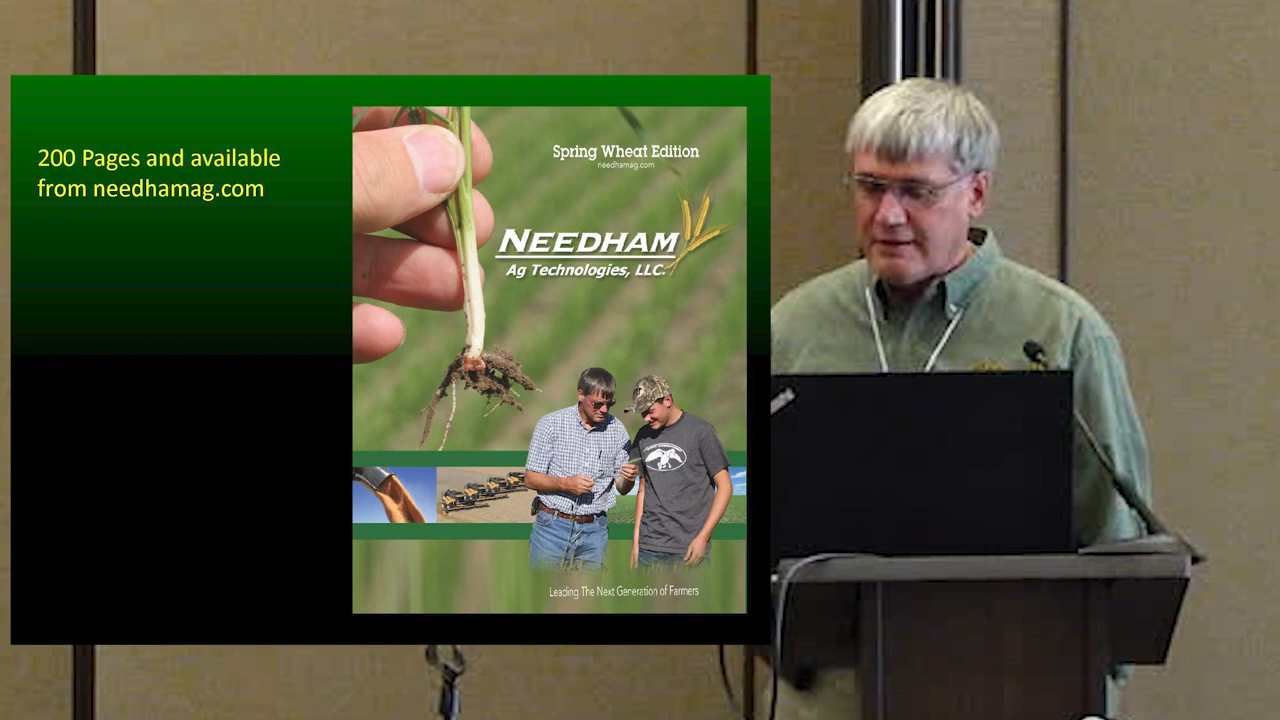 200 Pages and available
from needhamag.com
Spring Wheat Edition
needhamag.com
NEEDHAM
Ag Technologies, LLC.
Leading The Next Generation of Farmers